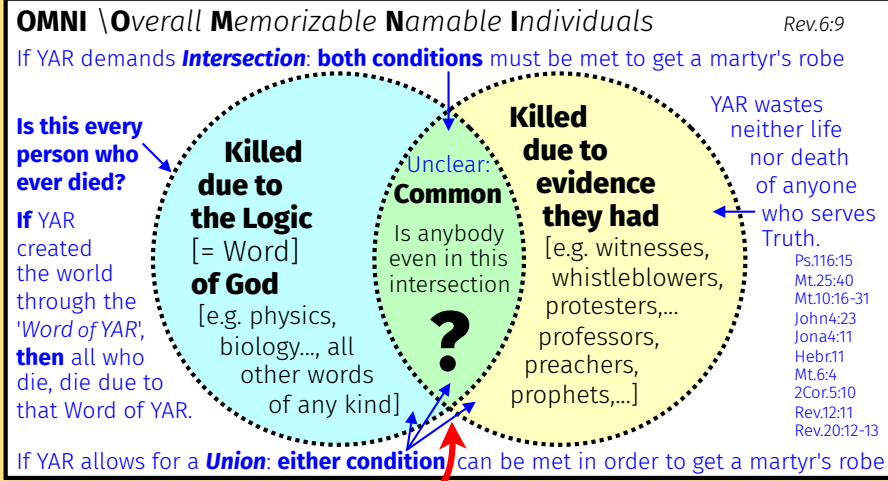 OMNI \Overall Memorizable Namable Individuals Rev.6:9
If YAR demands Intersection: both conditions must be met to get a martyr's robe
Is this every
person who
ever died?
If YAR
created
the world
through the
'Word of YAR',
then all who
die, die due to
that Word of YAR.
Killed
due to
the Logic
[= Word]
of God
[e.g. physics,
biology..., all
other words
of any kind]
Unclear:
Common
Is anybody
even in this
intersection
?
Killed
due to
evidence
they had
[e.g. witnesses,
whistleblowers,
protesters,...
professors,
preachers,
prophets,...]
YAR wastes
neither life
nor death
of anyone
who serves
Truth.
Ps.116:15
Mt.25:40
Mt.10:16-31
John4:23
Jona4:11
Hebr.11
Mt.6:4
2Cor.5:10
Rev.12:11
Rev.20:12-13
If YAR allows for a Union: either condition can be met in order to get a martyr's robe